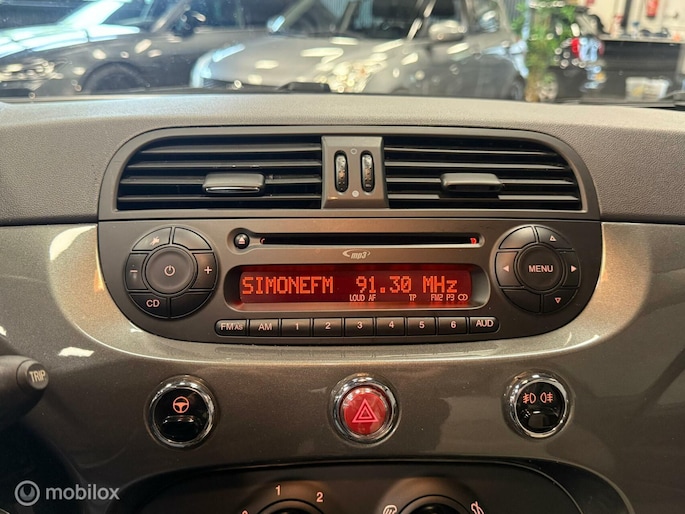 mp3
SIMONEFM 91.30 MHz
LOUD AF TP FM2 P3 CD
CD
MENU
FM AS AM 1 2 3 4 5 6 AUD
TRIP
0 1 2
mobilox